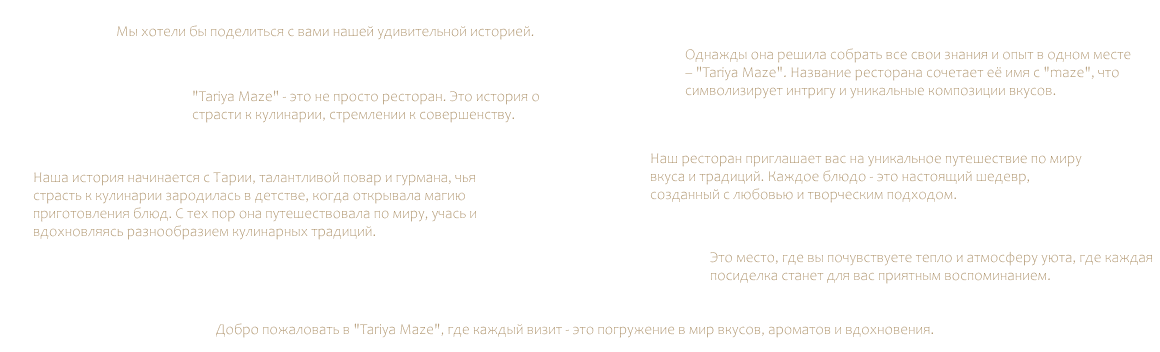 Мы хотели бы поделиться с вами нашей удивительной историей.
"Tariya Maze" - это не просто ресторан. Это история о
страсти к кулинарии, стремлении к совершенству.
Наша история начинается с Тарии, талантливой повар и гурмана, чья
страсть к кулинарии зародилась в детстве, когда открывала магию
приготовления блюд. С тех пор она путешествовала по миру, учась и
вдохновляясь разнообразием кулинарных традиций.
Однажды она решила собрать все свои знания и опыт в одном месте
– "Tariya Maze". Название ресторана сочетает её имя с "maze", что
символизирует интригу и уникальные композиции вкусов.
Наш ресторан приглашает вас на уникальное путешествие по миру
вкуса и традиций. Каждое блюдо - это настоящий шедевр,
созданный с любовью и творческим подходом.
Это место, где вы почувствуете тепло и атмосферу уюта, где каждая
посиделка станет для вас приятным воспоминанием.
Добро пожаловать в "Tariya Maze", где каждый визит - это погружение в мир вкусов, ароматов и вдохновения.